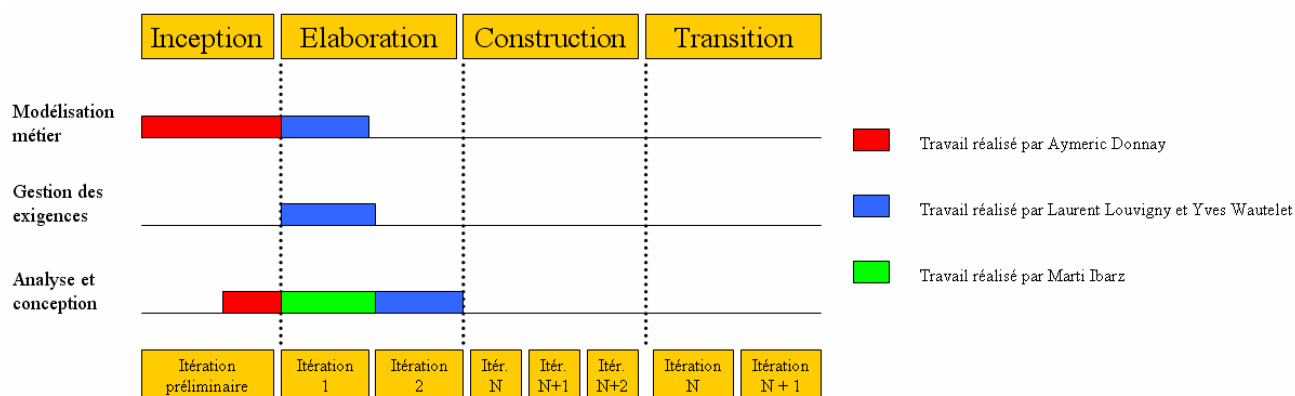 Inception
Elaboration
Construction
Transition
Modélisation
métier
Travail réalisé par Aymeric Donnay
Gestion des
exigences
Travail réalisé par Laurent Louvigny et Yves Wautelet
Analyse et
conception
Travail réalisé par Marti Ibarz
Itération
préliminaire
Itération
1
Itération
2
Itér.
N
Itér.
N+1
Itér.
N+2
Itération
N
Itération
N + 1